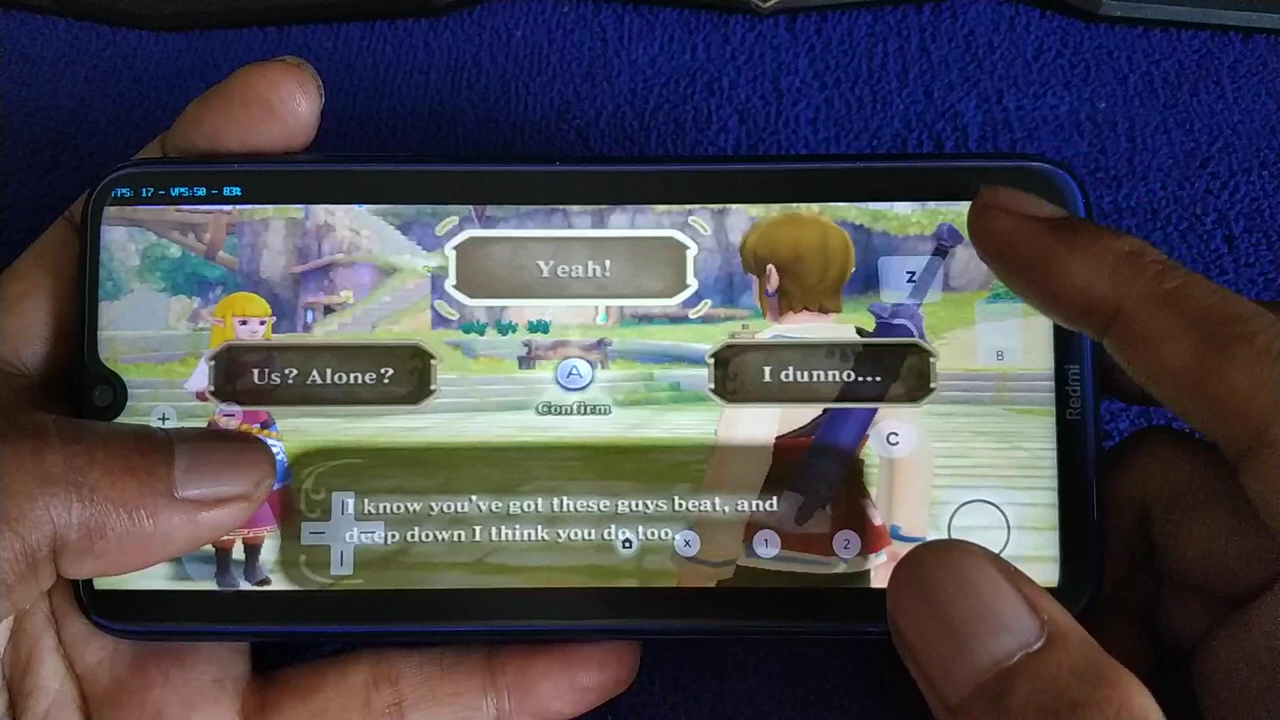 FPS: 17 - VPS:50 - 83%
Yeah!
Z
B
Us? Alone?
A
I dunno...
Confirm
Redmi
+
-
C
I know you've got these guys beat, and
deep down I think you do too.
X
1
2